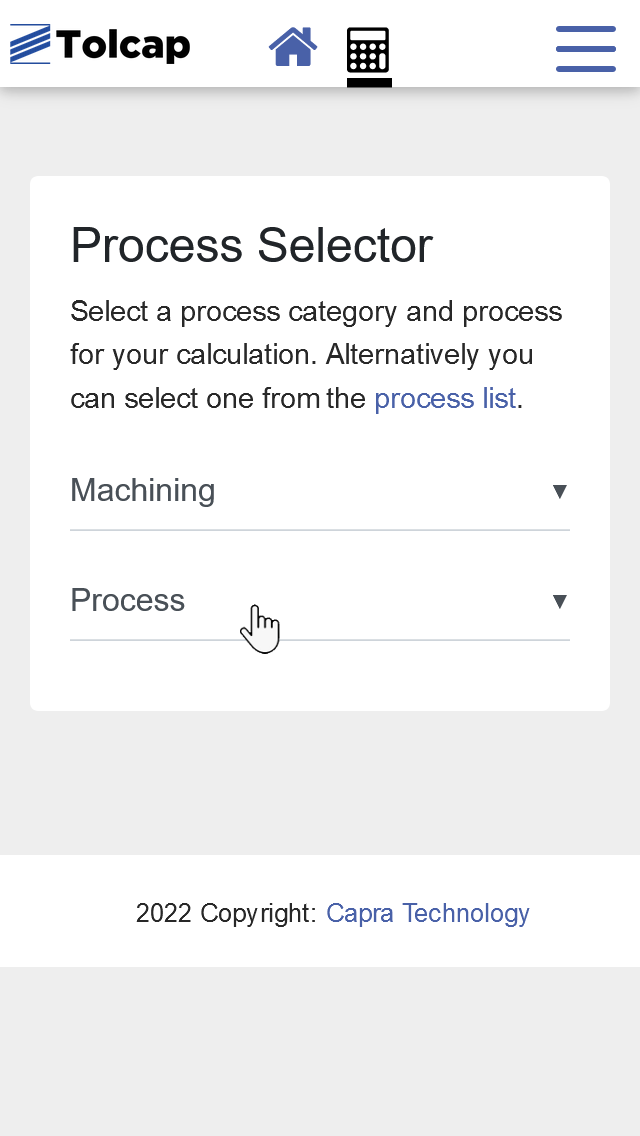 Tolcap
Process Selector
Select a process category and process
for your calculation. Alternatively you
can select one from the process list.
Machining ▼
Process ▼
2022 Copyright: Capra Technology